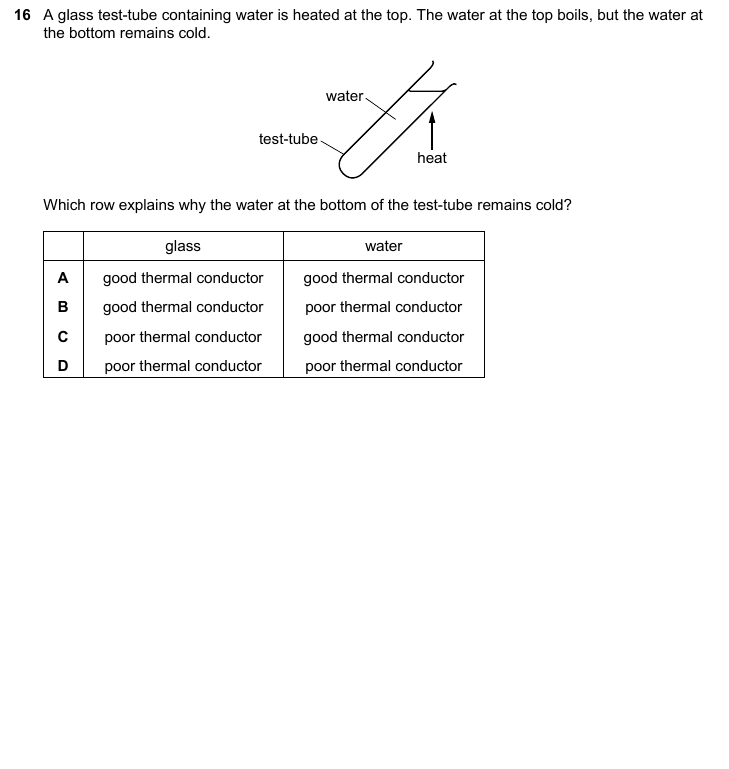 16 A glass test-tube containing water is heated at the top. The water at the top boils, but the water at
the bottom remains cold.
water
test-tube
heat
Which row explains why the water at the bottom of the test-tube remains cold?
glass water
A good thermal conductor good thermal conductor
B good thermal conductor poor thermal conductor
C poor thermal conductor good thermal conductor
D poor thermal conductor poor thermal conductor